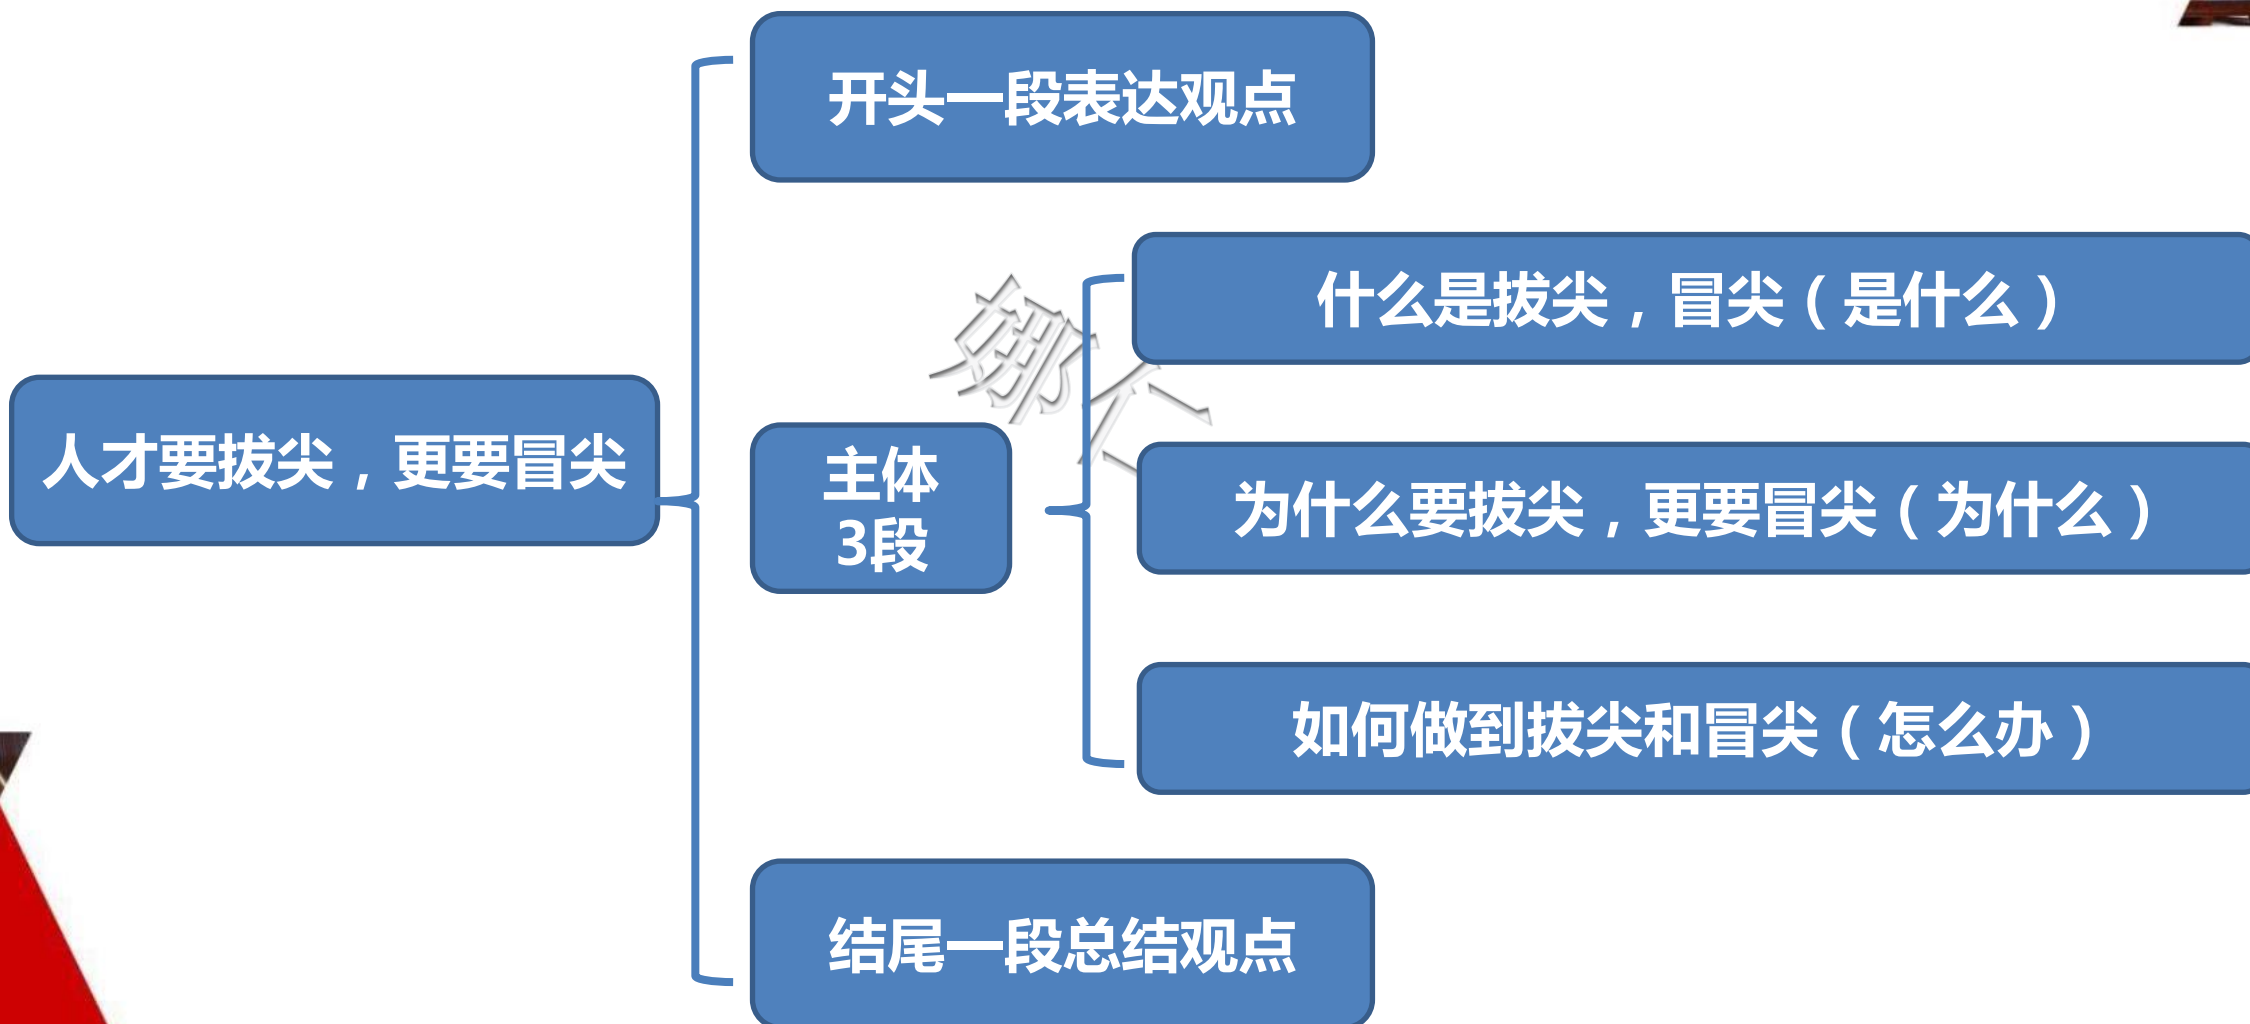 开头一段表达观点
什么是拔尖，冒尖（是什么）
娜仁
人才要拔尖，更要冒尖
主体
3段
为什么要拔尖，更要冒尖（为什么）
如何做到拔尖和冒尖（怎么办）
结尾一段总结观点